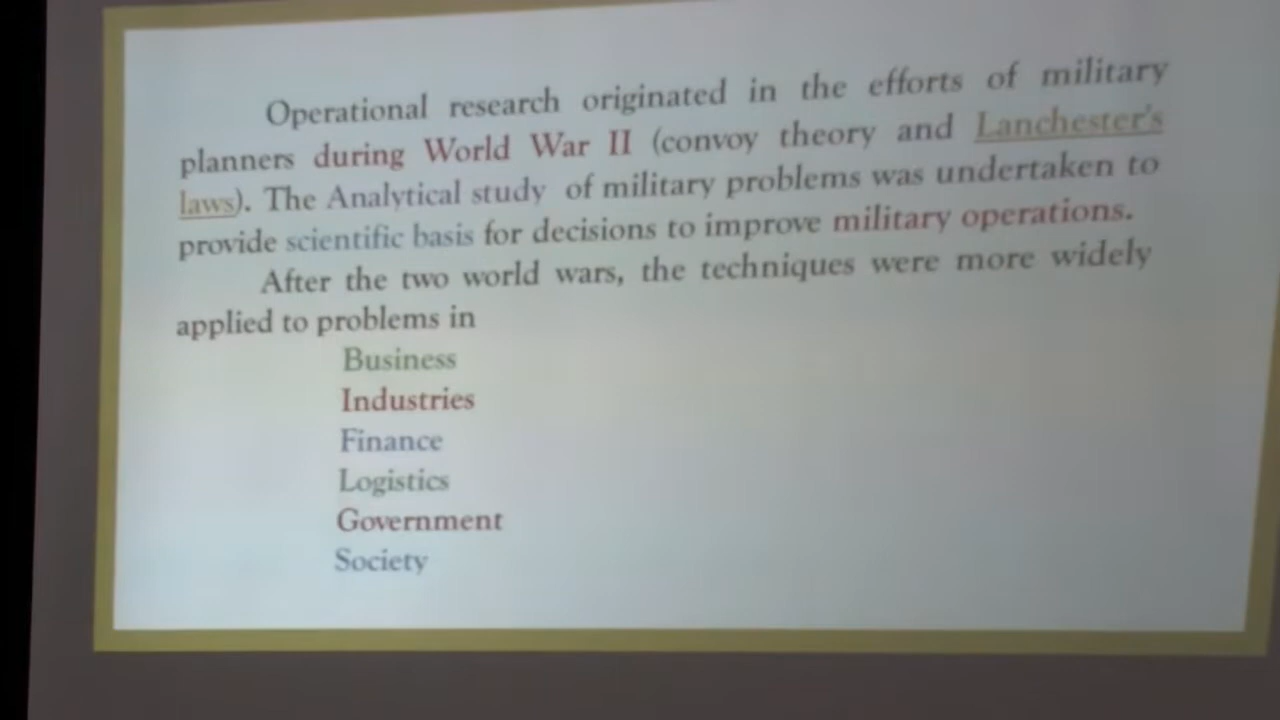 Operational research originated in the efforts of military
planners during World War II (convoy theory and Lanchester's
laws). The Analytical study of military problems was undertaken to
provide scientific basis for decisions to improve military operations.
After the two world wars, the techniques were more widely
applied to problems in
Business
Industries
Finance
Logistics
Government
Society